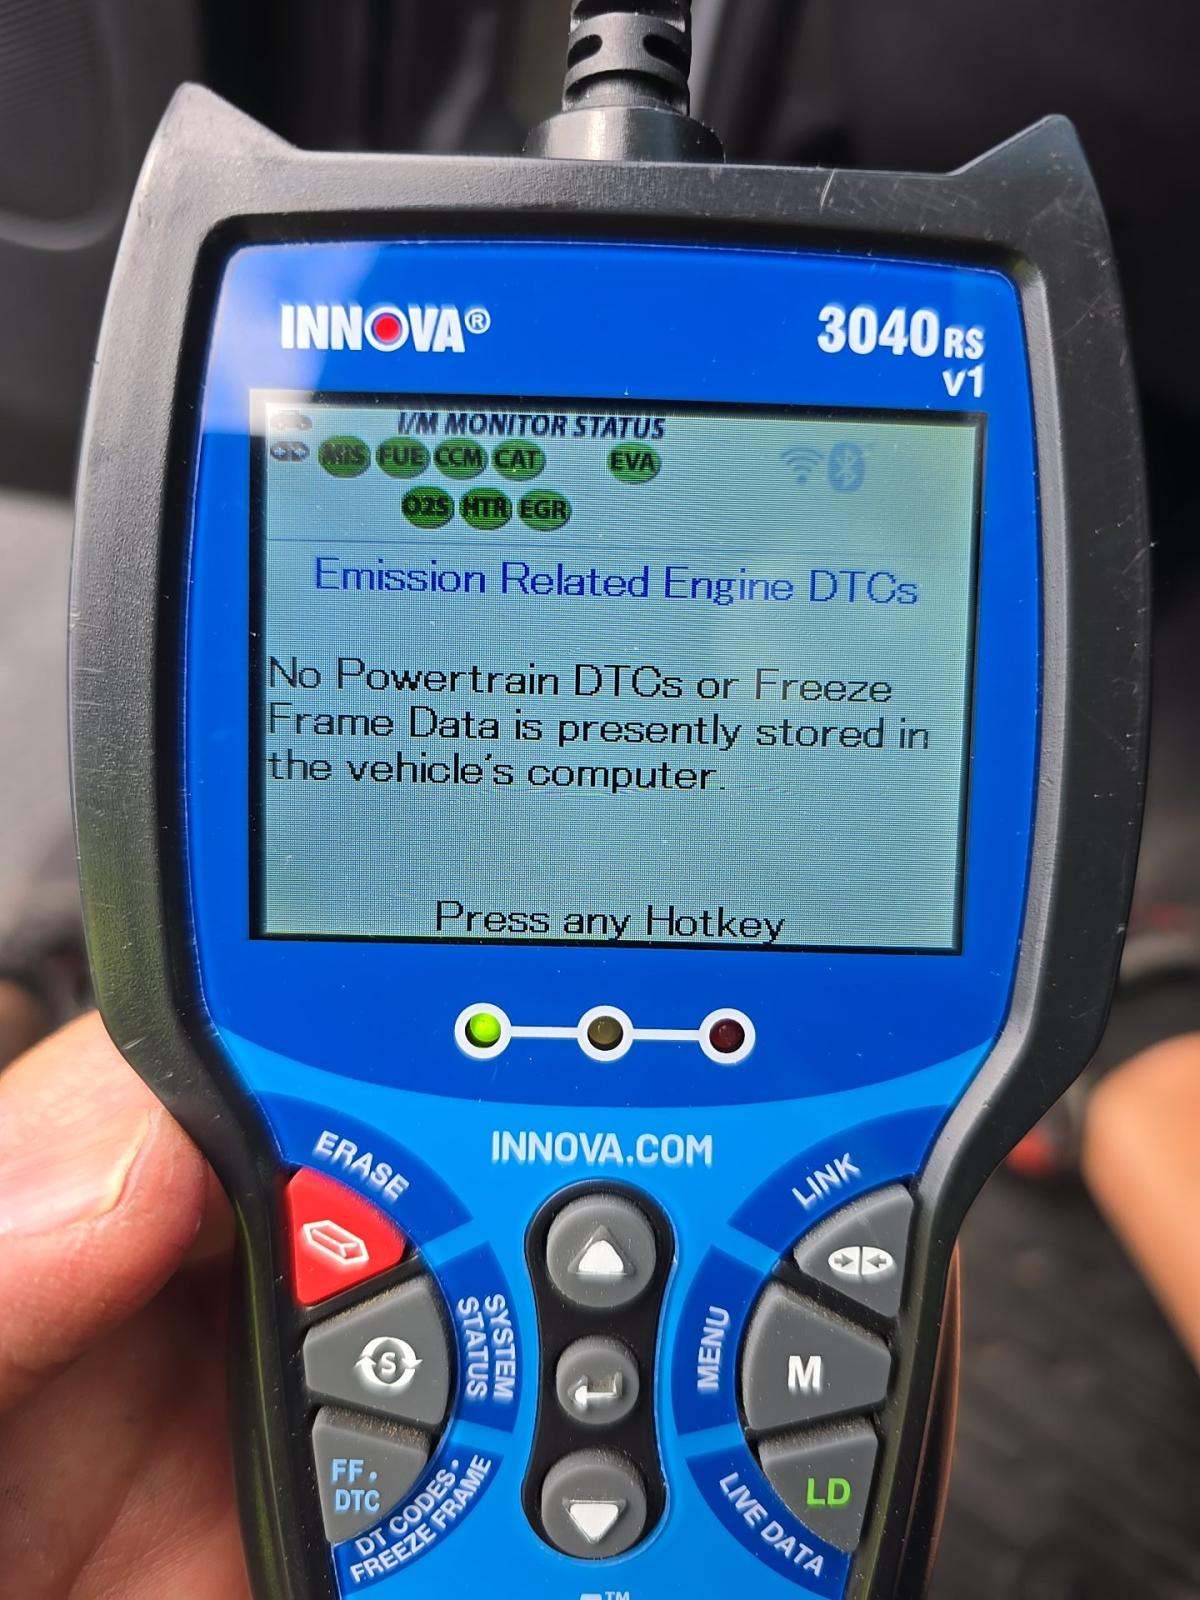 INNOVA®
3040RS
v1
I/M MONITOR STATUS
MIS FUE CCM CAT EVA
O2S HTR EGR
Emission Related Engine DTCs
No Powertrain DTCs or Freeze
Frame Data is presently stored in
the vehicle's computer.
Press any Hotkey
INNOVA.COM
ERASE
LINK
SYSTEM
STATUS
S
MENU
M
FF.
DTC
DT CODES•
FREEZE FRAME
LIVE DATA
LD
TM